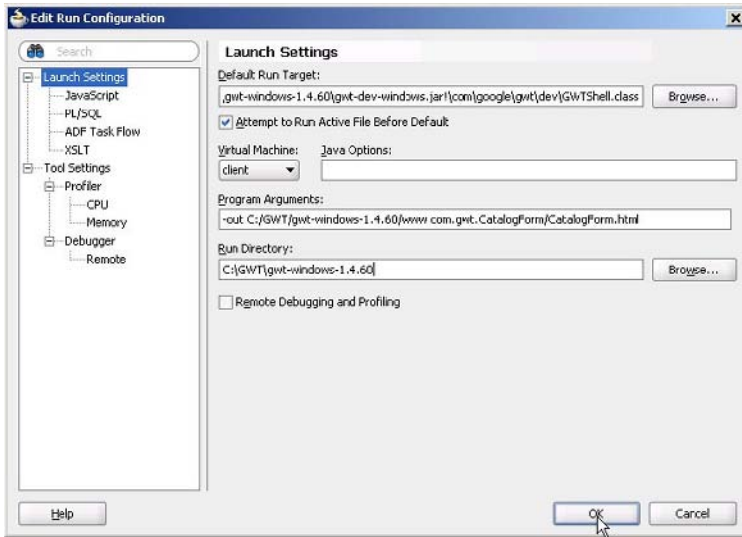 Edit Run Configuration
Search
Launch Settings
JavaScript
PL/SQL
ADF Task Flow
XSLT
Tool Settings
Profiler
CPU
Memory
Debugger
Remote
Launch Settings
Default Run Target:
,gwt-windows-1.4.60\gwt-dev-windows.jar!\com\google\gwt\dev\GWTShell.class
Browse...
Attempt to Run Active File Before Default
Virtual Machine: Java Options:
client
Program Arguments:
-out C:/GWT/gwt-windows-1.4.60/www com.gwt.CatalogForm/CatalogForm.html
Run Directory:
C:\GWT\gwt-windows-1.4.60
Browse...
Remote Debugging and Profiling
Help
OK
Cancel